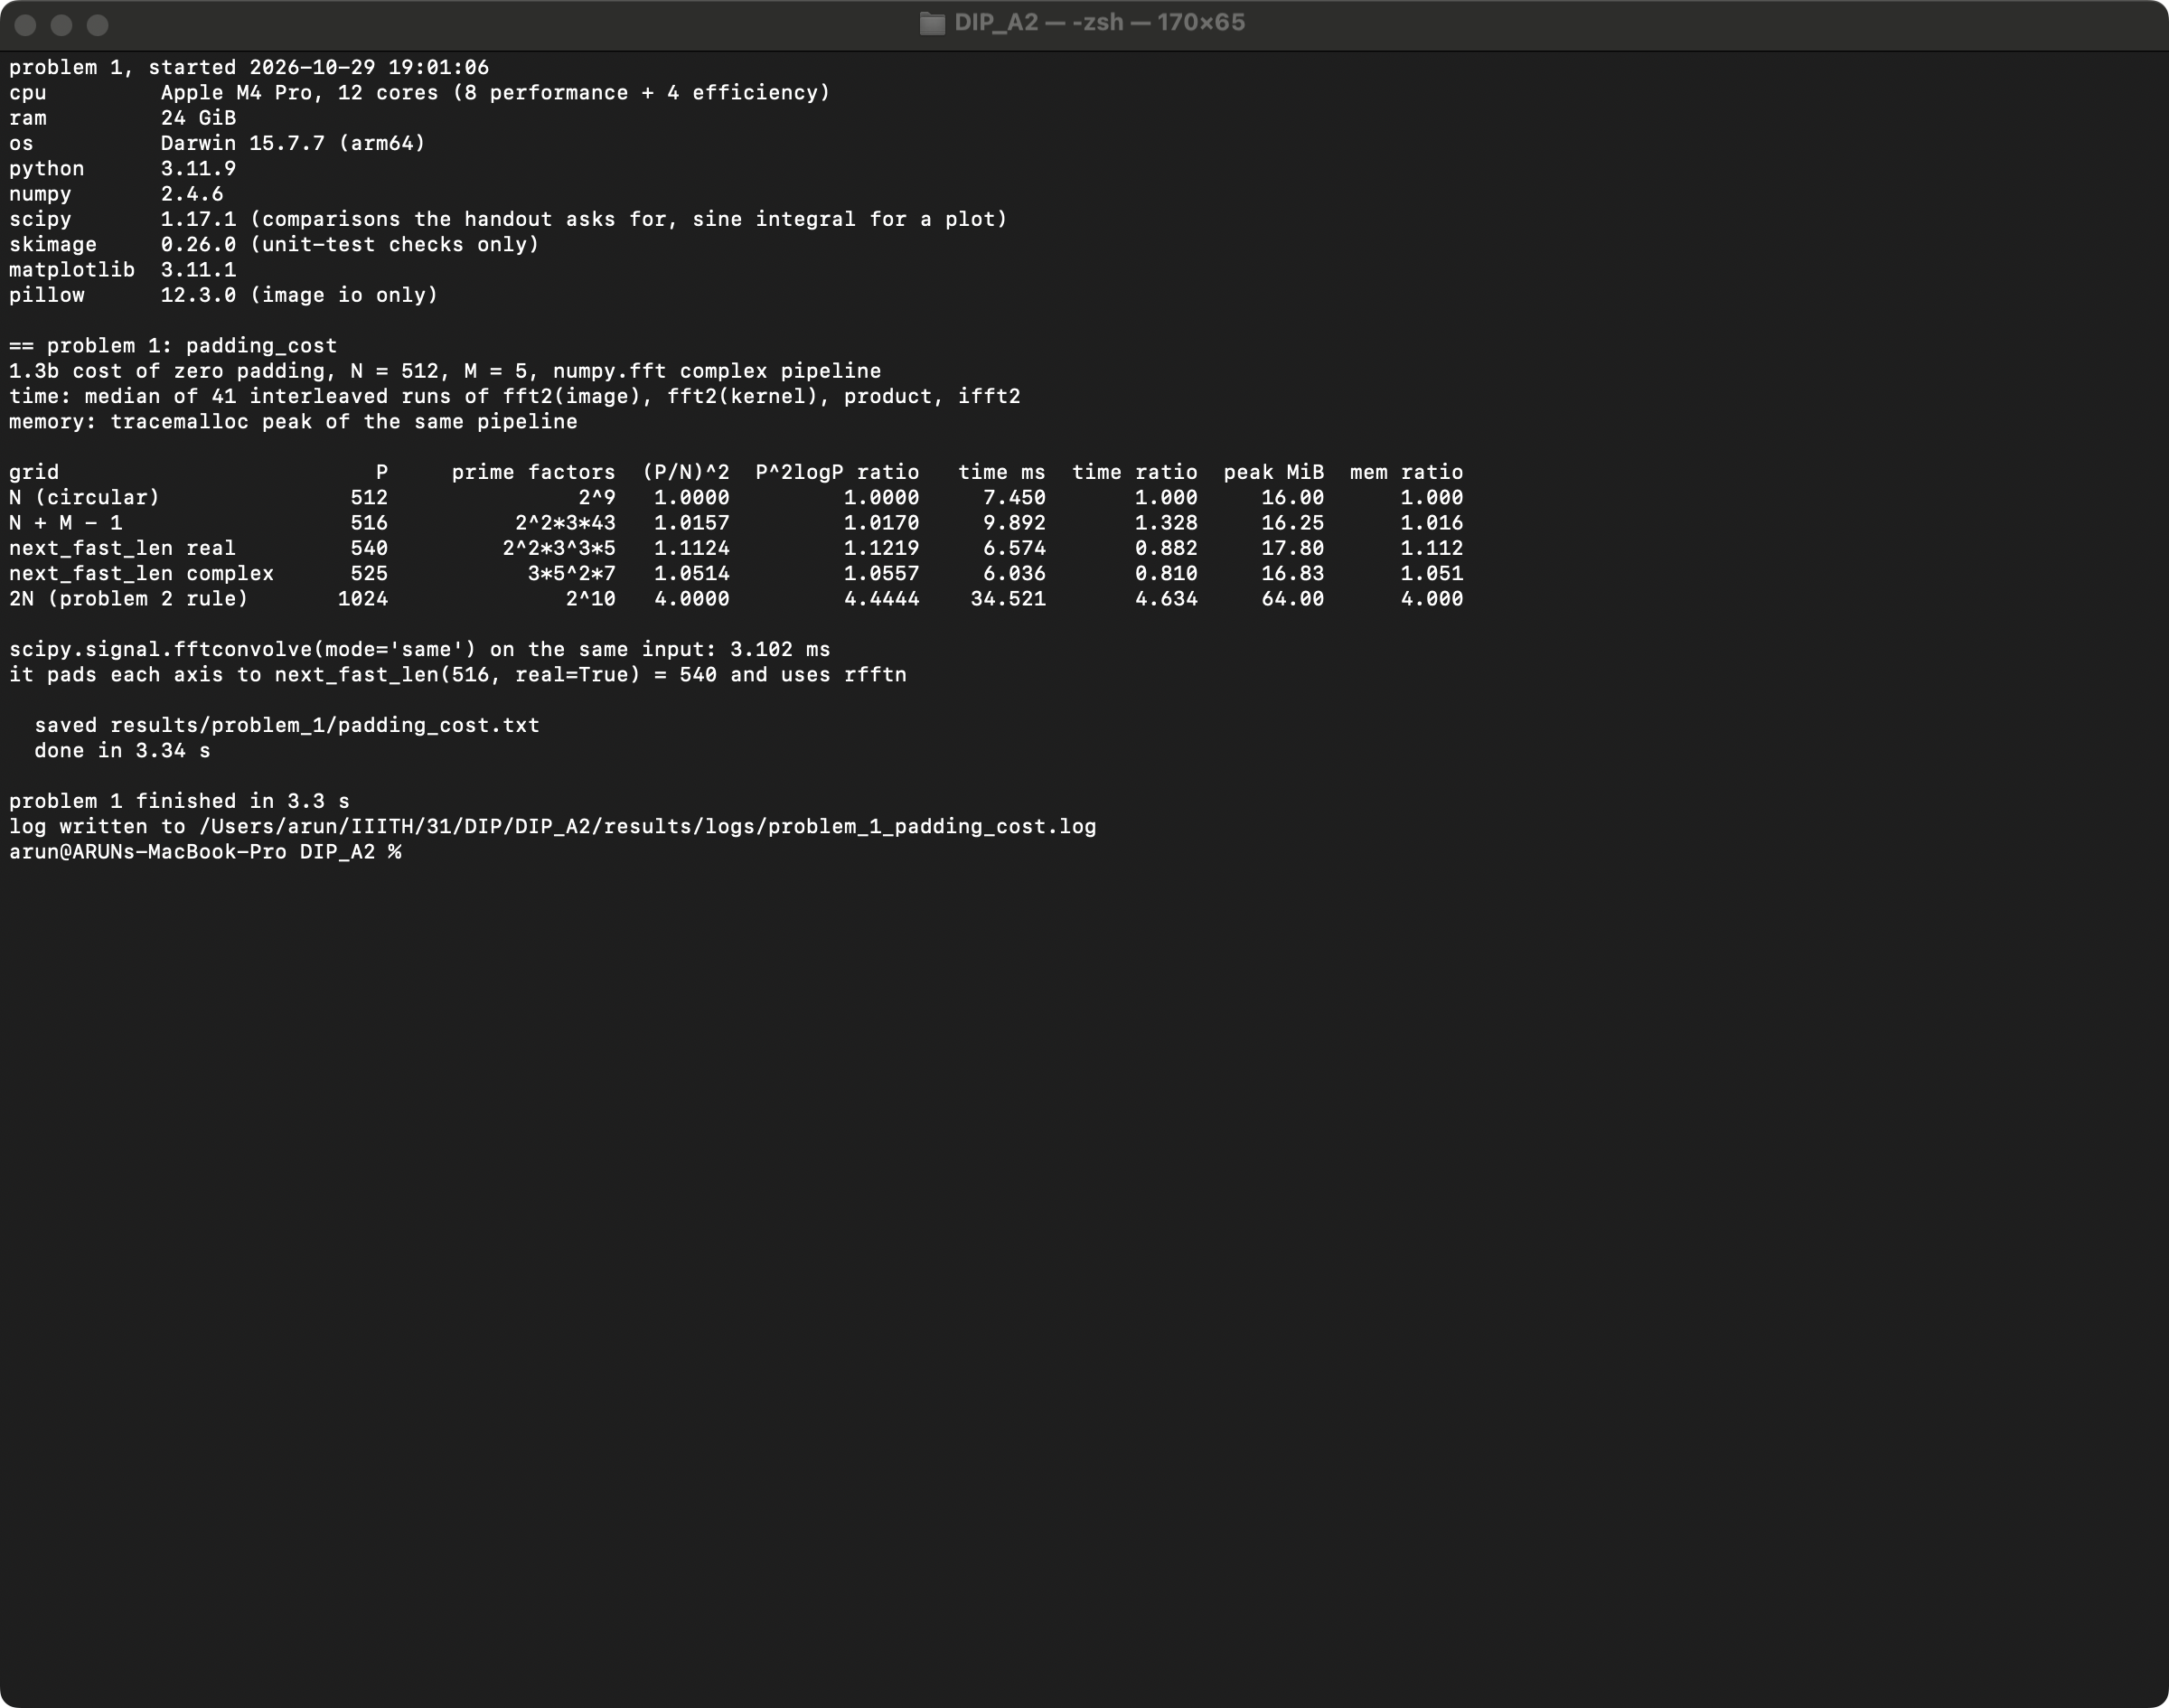 DIP_A2 — -zsh — 170×65
problem 1, started 2026-10-29 19:01:06
cpu         Apple M4 Pro, 12 cores (8 performance + 4 efficiency)
ram         24 GiB
os          Darwin 15.7.7 (arm64)
python      3.11.9
numpy       2.4.6
scipy       1.17.1 (comparisons the handout asks for, sine integral for a plot)
skimage     0.26.0 (unit-test checks only)
matplotlib  3.11.1
pillow      12.3.0 (image io only)

== problem 1: padding_cost
1.3b cost of zero padding, N = 512, M = 5, numpy.fft complex pipeline
time: median of 41 interleaved runs of fft2(image), fft2(kernel), product, ifft2
memory: tracemalloc peak of the same pipeline

grid                         P     prime factors  (P/N)^2  P^2logP ratio   time ms  time ratio  peak MiB  mem ratio
N (circular)               512               2^9   1.0000         1.0000     7.450       1.000     16.00      1.000
N + M - 1                  516          2^2*3*43   1.0157         1.0170     9.892       1.328     16.25      1.016
next_fast_len real         540         2^2*3^3*5   1.1124         1.1219     6.574       0.882     17.80      1.112
next_fast_len complex      525           3*5^2*7   1.0514         1.0557     6.036       0.810     16.83      1.051
2N (problem 2 rule)       1024              2^10   4.0000         4.4444    34.521       4.634     64.00      4.000

scipy.signal.fftconvolve(mode='same') on the same input: 3.102 ms
it pads each axis to next_fast_len(516, real=True) = 540 and uses rfftn

  saved results/problem_1/padding_cost.txt
  done in 3.34 s

problem 1 finished in 3.3 s
log written to /Users/arun/IIITH/31/DIP/DIP_A2/results/logs/problem_1_padding_cost.log
arun@ARUNs-MacBook-Pro DIP_A2 %